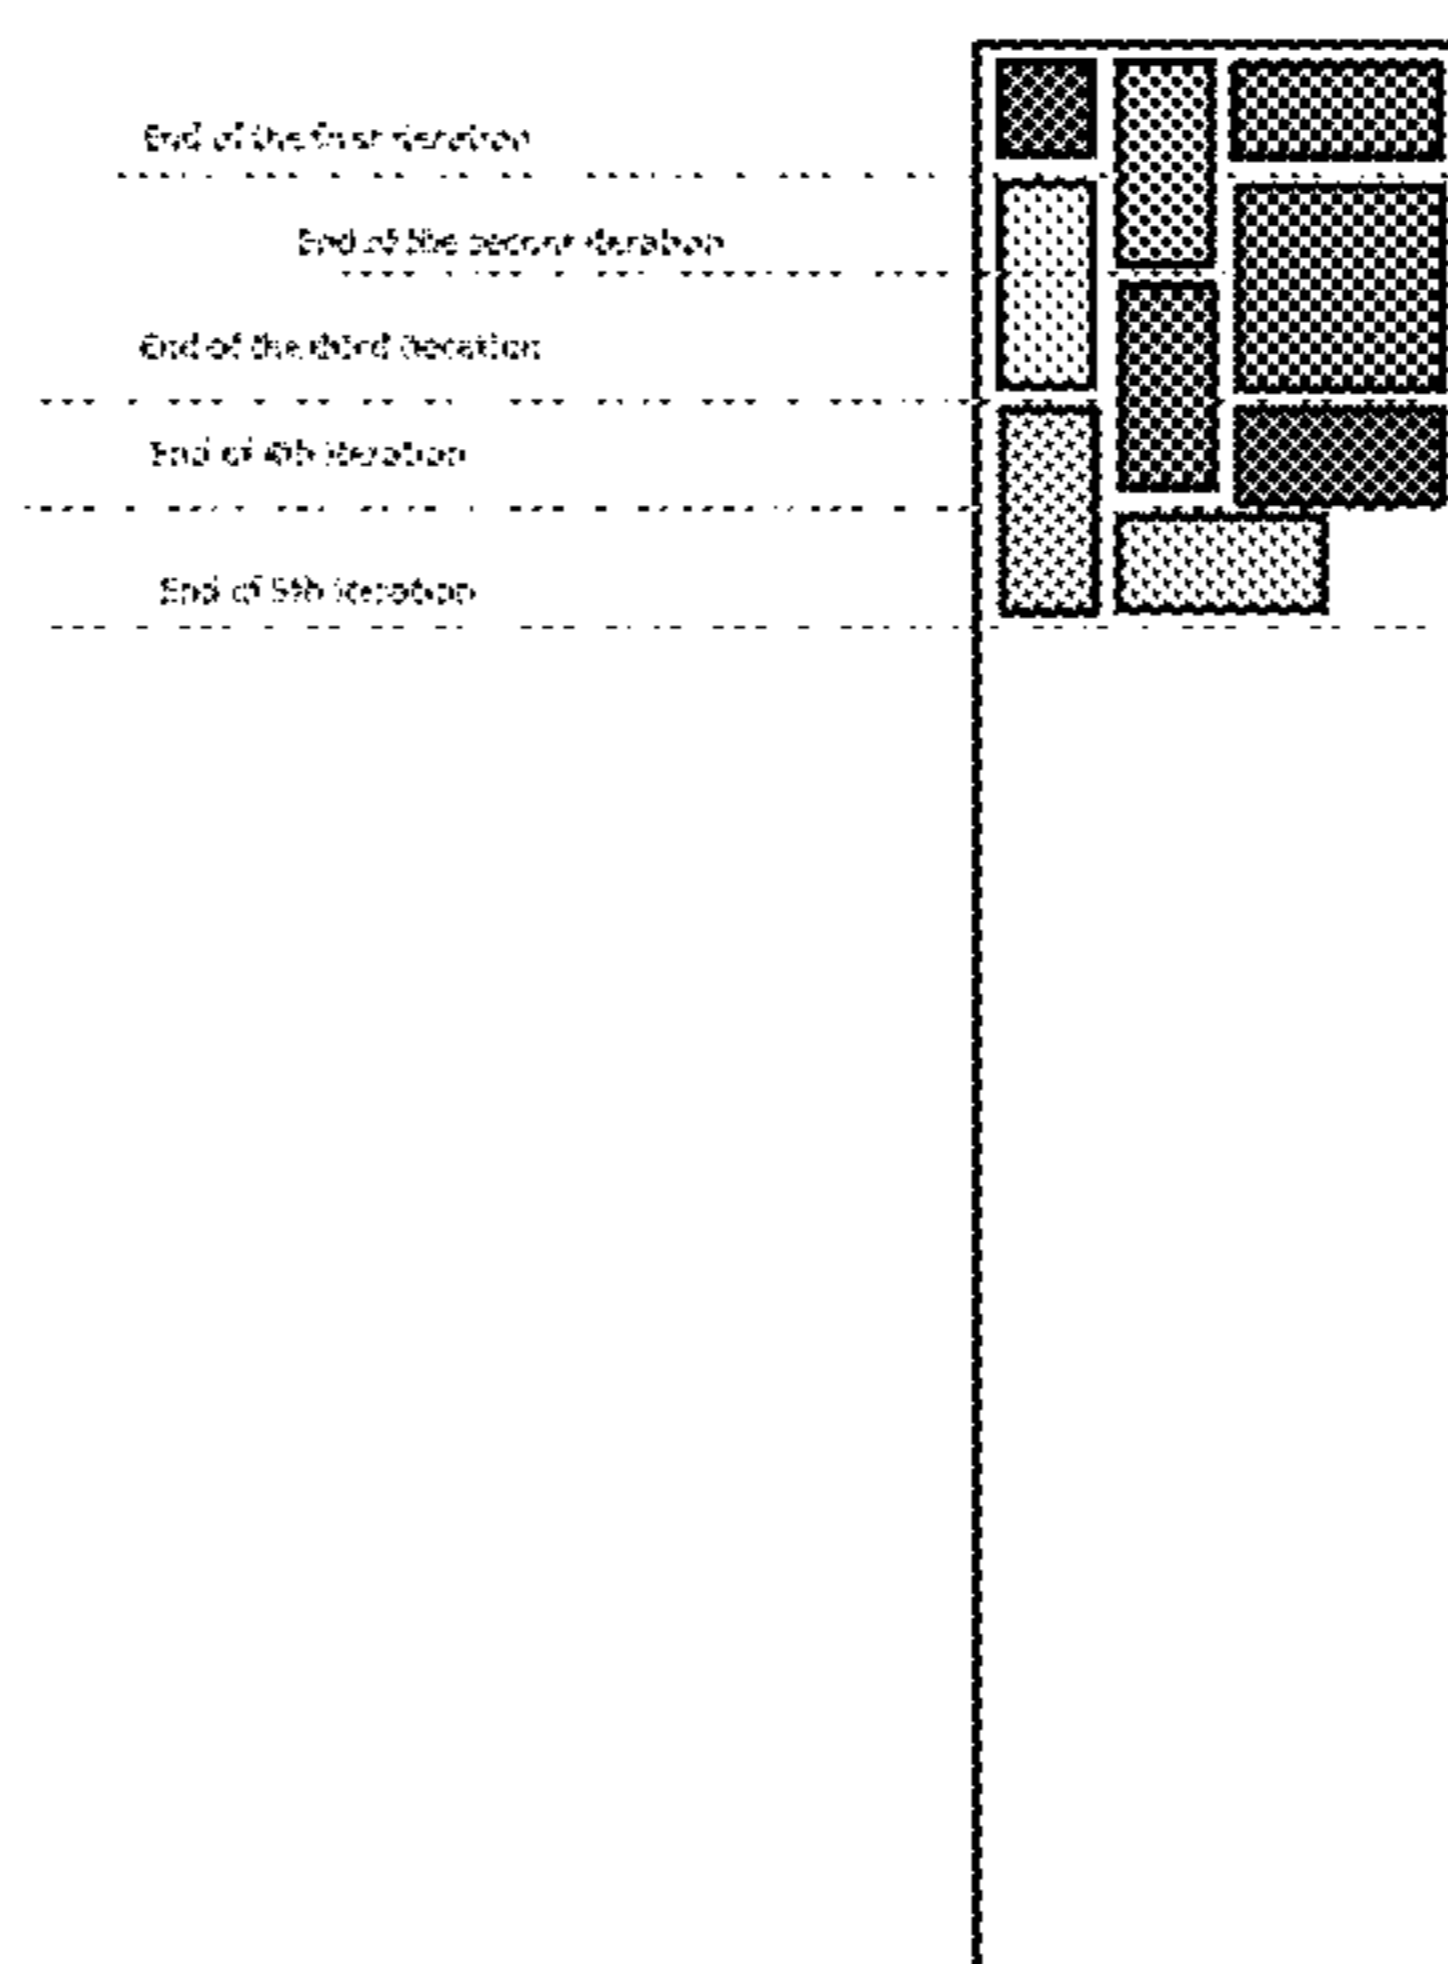 End of the first iteration
End of the second iteration
End of the third iteration
End of 4th iteration
End of 5th iteration